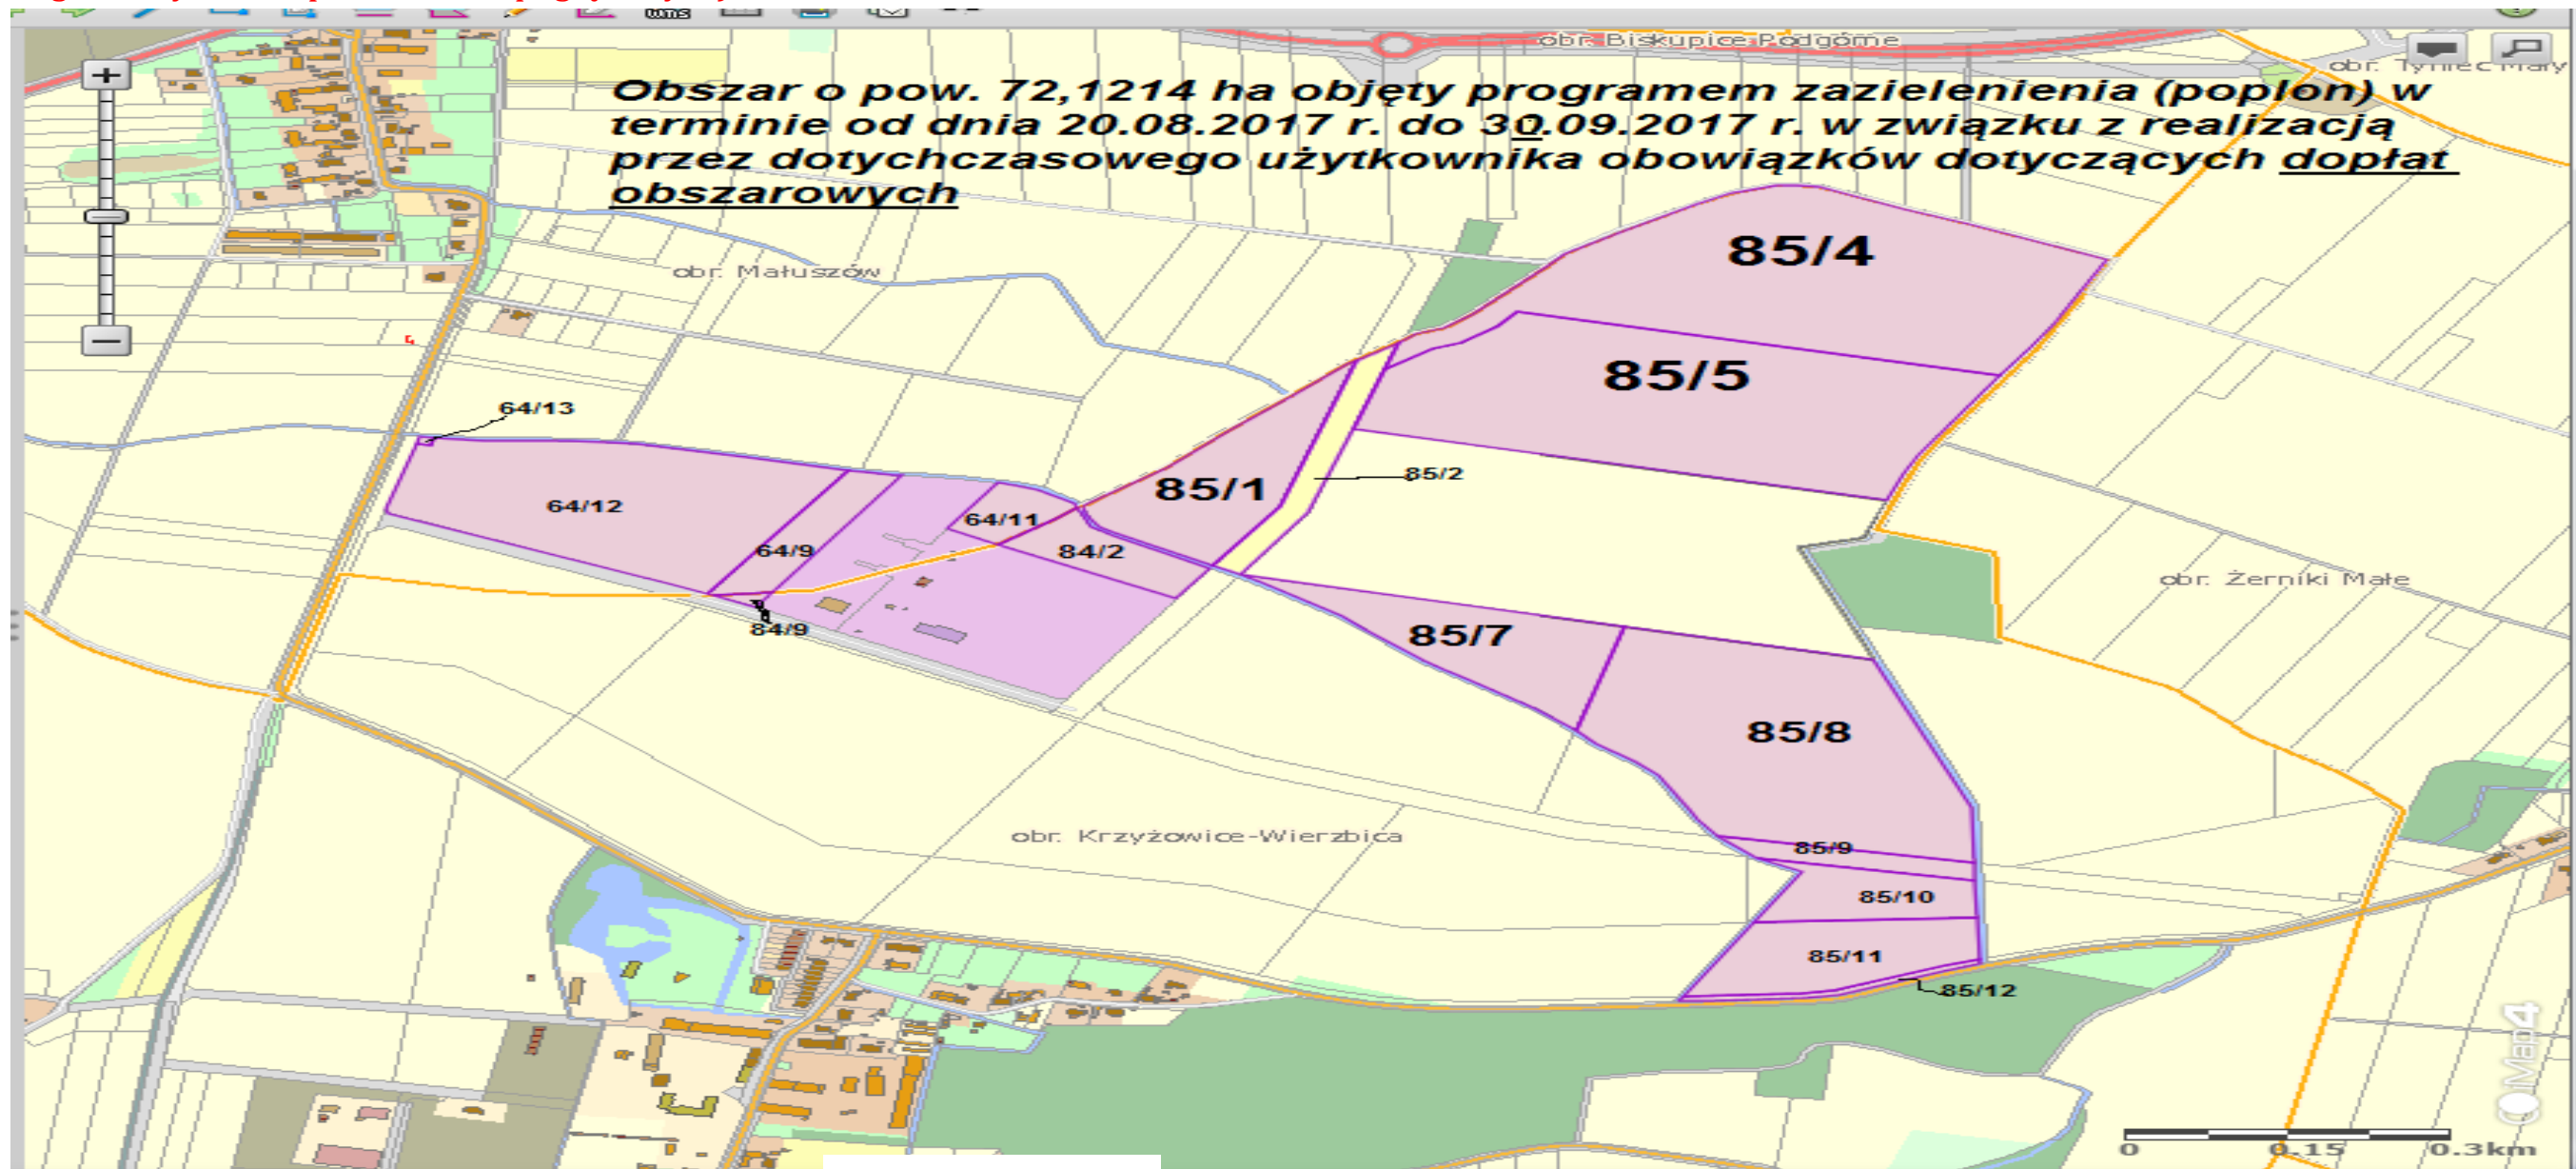 wms
obr. Biskupice Podgórne
obr. Tyniec Mały
Obszar o pow. 72,1214 ha objęty programem zazielenienia (poplon) w
terminie od dnia 20.08.2017 r. do 30.09.2017 r. w związku z realizacją
przez dotychczasowego użytkownika obowiązków dotyczących dopłat
obszarowych
85/4
obr. Małuszów
85/5
64/13
85/2
85/1
64/12
64/11
64/9
84/2
obr. Żerniki Małe
84/9
85/7
85/8
obr. Krzyżowice-Wierzbica
85/9
85/10
85/11
85/12
Map4
0 0.15 0.3km